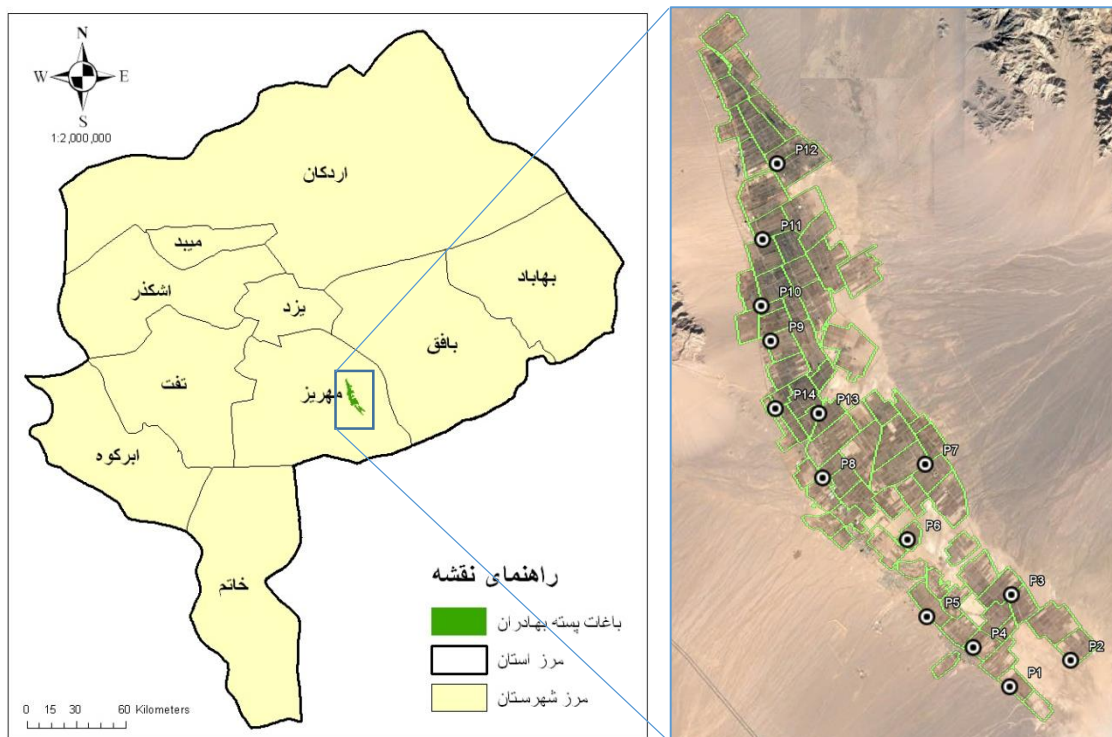 N
W E
S
1:2,000,000
اردکان
میبد
اشکذر
یزد
بهاباد
بافق
تفت
مهریز
ابرکوه
خاتم
راهنمای نقشه
باغات پسته بهادران
مرز استان
مرز شهرستان
0 15 30 60 Kilometers
P12
P11
P10
P9
P14
P13
P7
P8
P6
P3
P5
P4
P2
P1